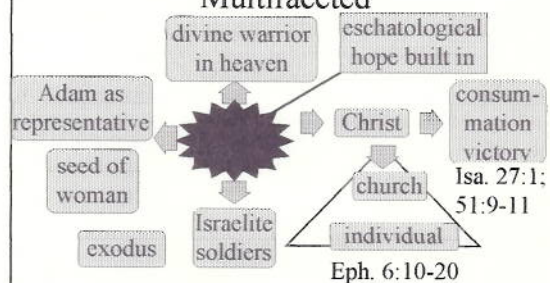 Multifaceted
divine warrior
in heaven
eschatological
hope built in
Adam as
representative
seed of
woman
exodus
Israelite
soldiers
Christ
consum-
mation
victory
Isa. 27:1;
51:9-11
church
individual
Eph. 6:10-20